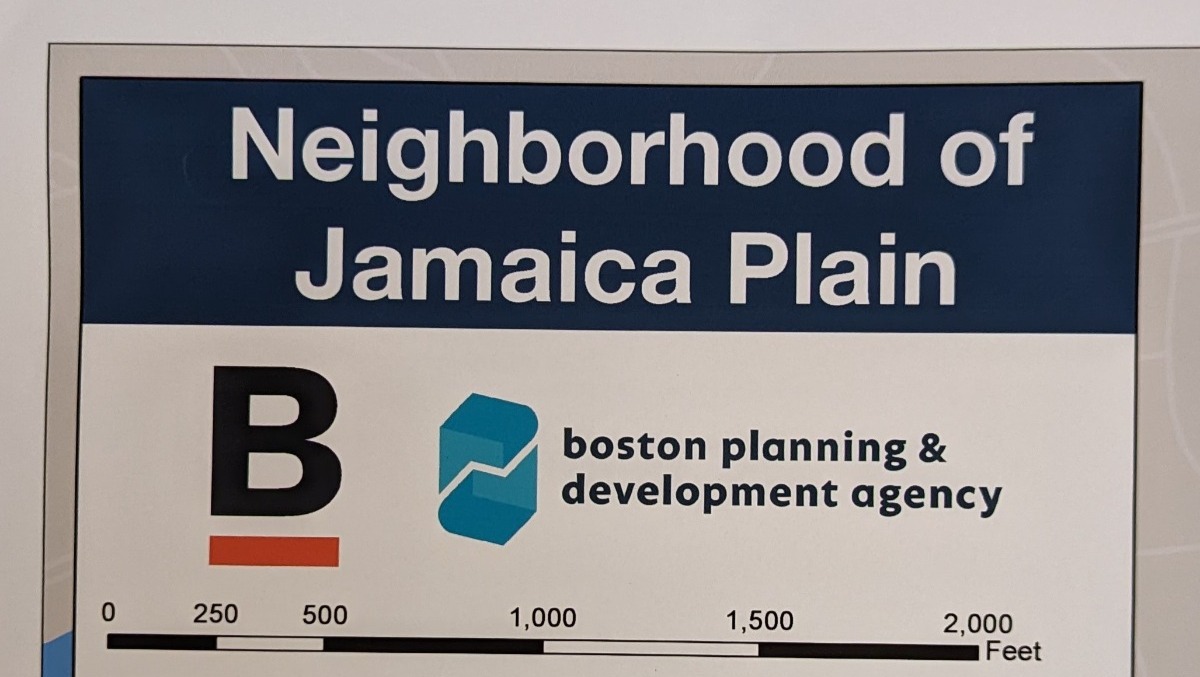 Neighborhood of
Jamaica Plain
B
boston planning &
development agency
0 250 500 1,000 1,500 2,000
Feet